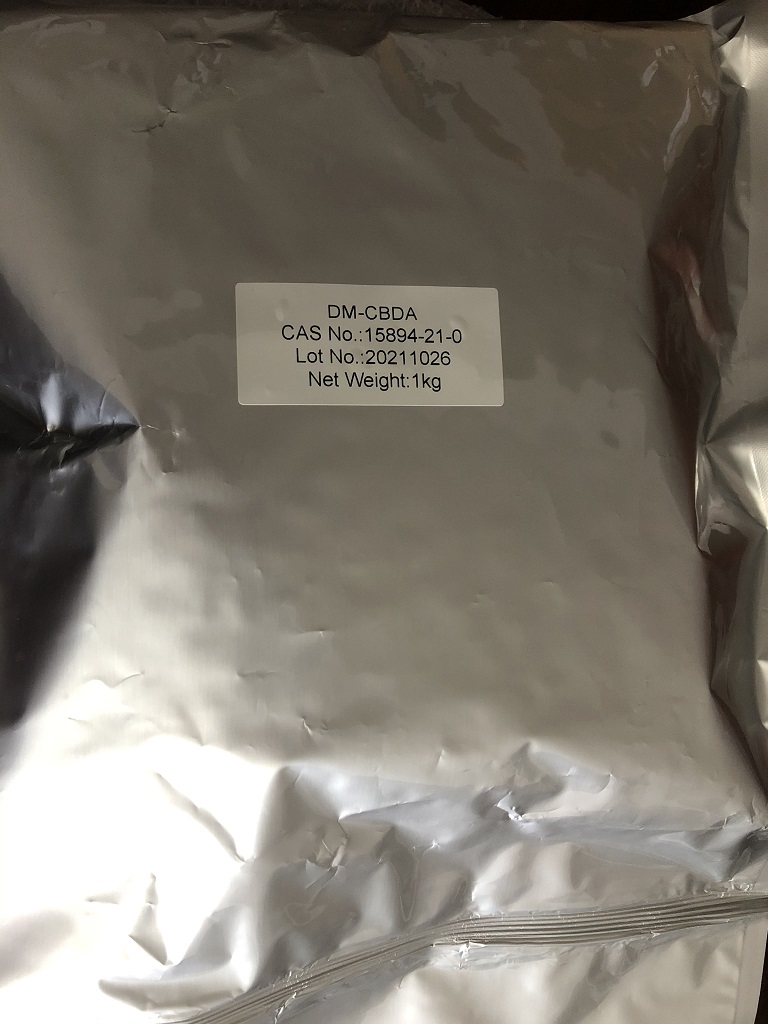 DM-CBDA
CAS No.:15894-21-0
Lot No.:20211026
Net Weight:1kg